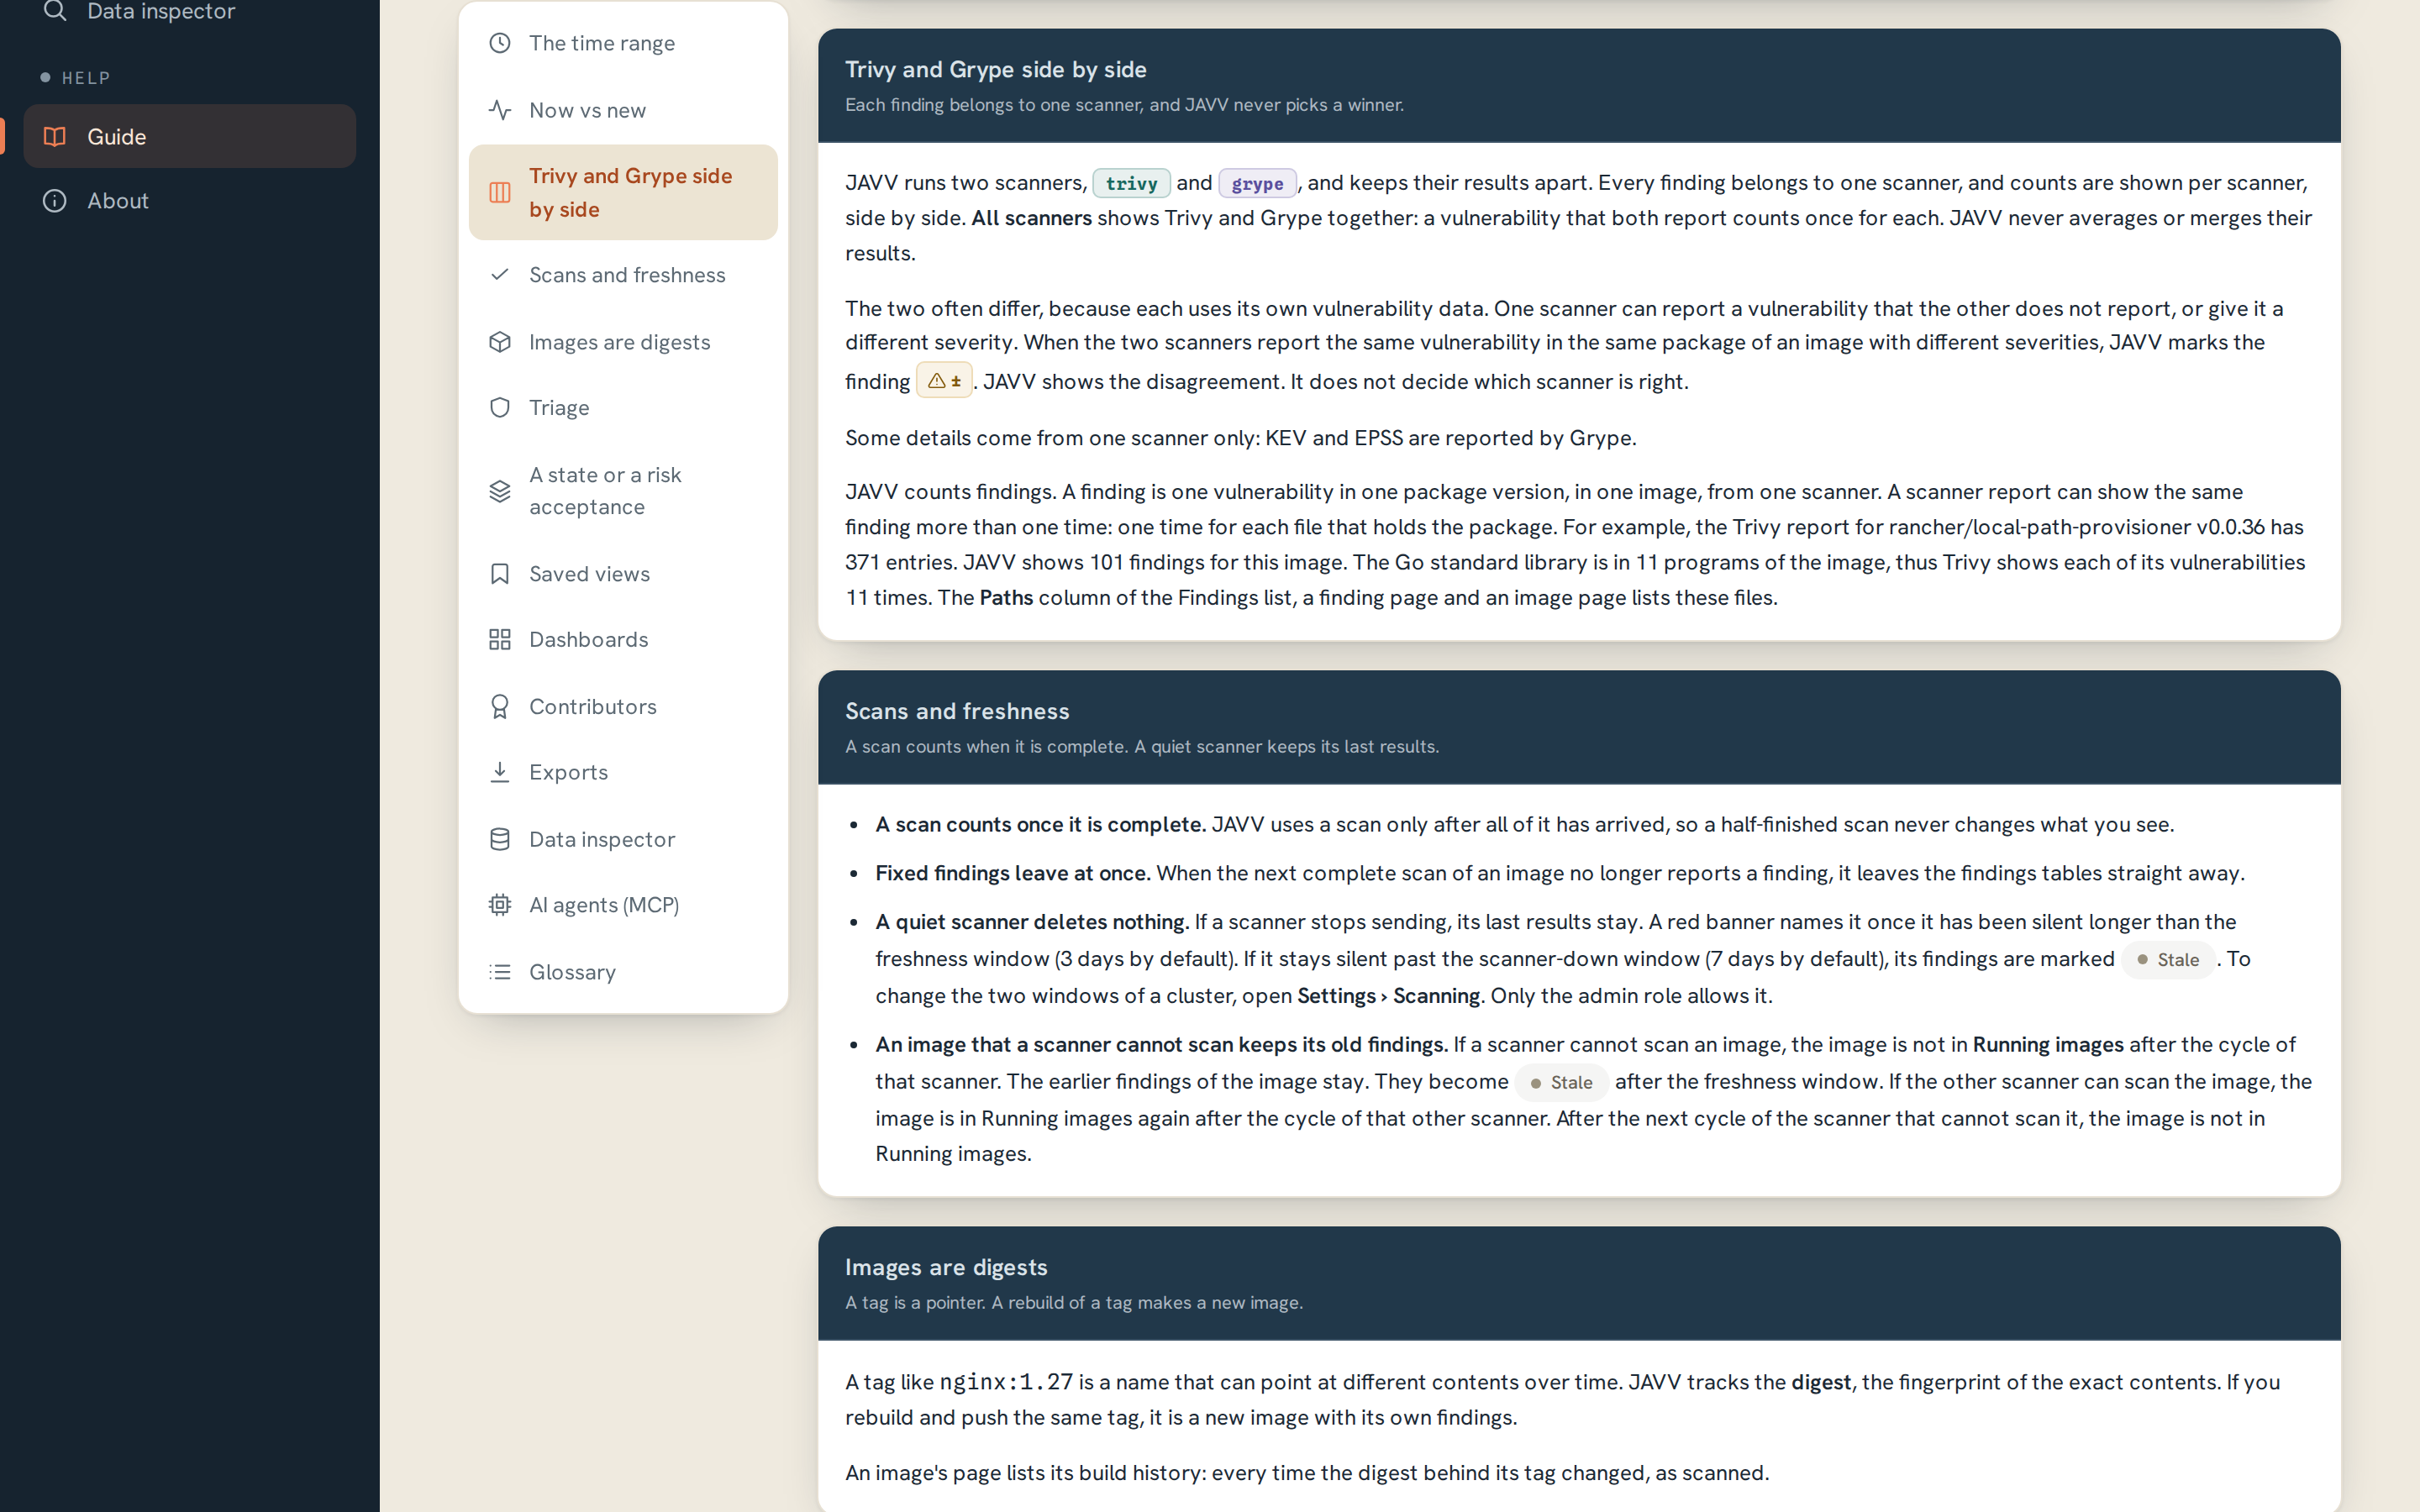 Data inspector
HELP
Guide
About
The time range
Now vs new
Trivy and Grype side
by side
Scans and freshness
Images are digests
Triage
A state or a risk
acceptance
Saved views
Dashboards
Contributors
Exports
Data inspector
AI agents (MCP)
Glossary
Trivy and Grype side by side
Each finding belongs to one scanner, and JAVV never picks a winner.
JAVV runs two scanners, trivy and grype, and keeps their results apart. Every finding belongs to one scanner, and counts are shown per scanner,
side by side. All scanners shows Trivy and Grype together: a vulnerability that both report counts once for each. JAVV never averages or merges their
results.
The two often differ, because each uses its own vulnerability data. One scanner can report a vulnerability that the other does not report, or give it a
different severity. When the two scanners report the same vulnerability in the same package of an image with different severities, JAVV marks the
finding ±. JAVV shows the disagreement. It does not decide which scanner is right.
Some details come from one scanner only: KEV and EPSS are reported by Grype.
JAVV counts findings. A finding is one vulnerability in one package version, in one image, from one scanner. A scanner report can show the same
finding more than one time: one time for each file that holds the package. For example, the Trivy report for rancher/local-path-provisioner v0.0.36 has
371 entries. JAVV shows 101 findings for this image. The Go standard library is in 11 programs of the image, thus Trivy shows each of its vulnerabilities
11 times. The Paths column of the Findings list, a finding page and an image page lists these files.
Scans and freshness
A scan counts when it is complete. A quiet scanner keeps its last results.
• A scan counts once it is complete. JAVV uses a scan only after all of it has arrived, so a half-finished scan never changes what you see.
• Fixed findings leave at once. When the next complete scan of an image no longer reports a finding, it leaves the findings tables straight away.
• A quiet scanner deletes nothing. If a scanner stops sending, its last results stay. A red banner names it once it has been silent longer than the
freshness window (3 days by default). If it stays silent past the scanner-down window (7 days by default), its findings are marked Stale. To
change the two windows of a cluster, open Settings › Scanning. Only the admin role allows it.
• An image that a scanner cannot scan keeps its old findings. If a scanner cannot scan an image, the image is not in Running images after the cycle of
that scanner. The earlier findings of the image stay. They become Stale after the freshness window. If the other scanner can scan the image, the
image is in Running images again after the cycle of that other scanner. After the next cycle of the scanner that cannot scan it, the image is not in
Running images.
Images are digests
A tag is a pointer. A rebuild of a tag makes a new image.
A tag like nginx:1.27 is a name that can point at different contents over time. JAVV tracks the digest, the fingerprint of the exact contents. If you
rebuild and push the same tag, it is a new image with its own findings.
An image's page lists its build history: every time the digest behind its tag changed, as scanned.